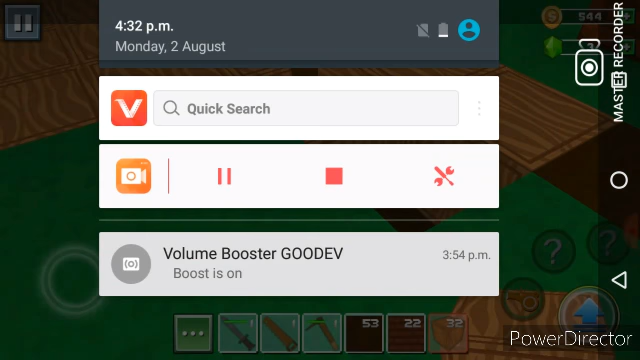 4:32 p.m.
Monday, 2 August
544
Quick Search
MASTER RECORDER
Volume Booster GOODEV
3:54 p.m.
Boost is on
?
?
53
22
32
PowerDirector